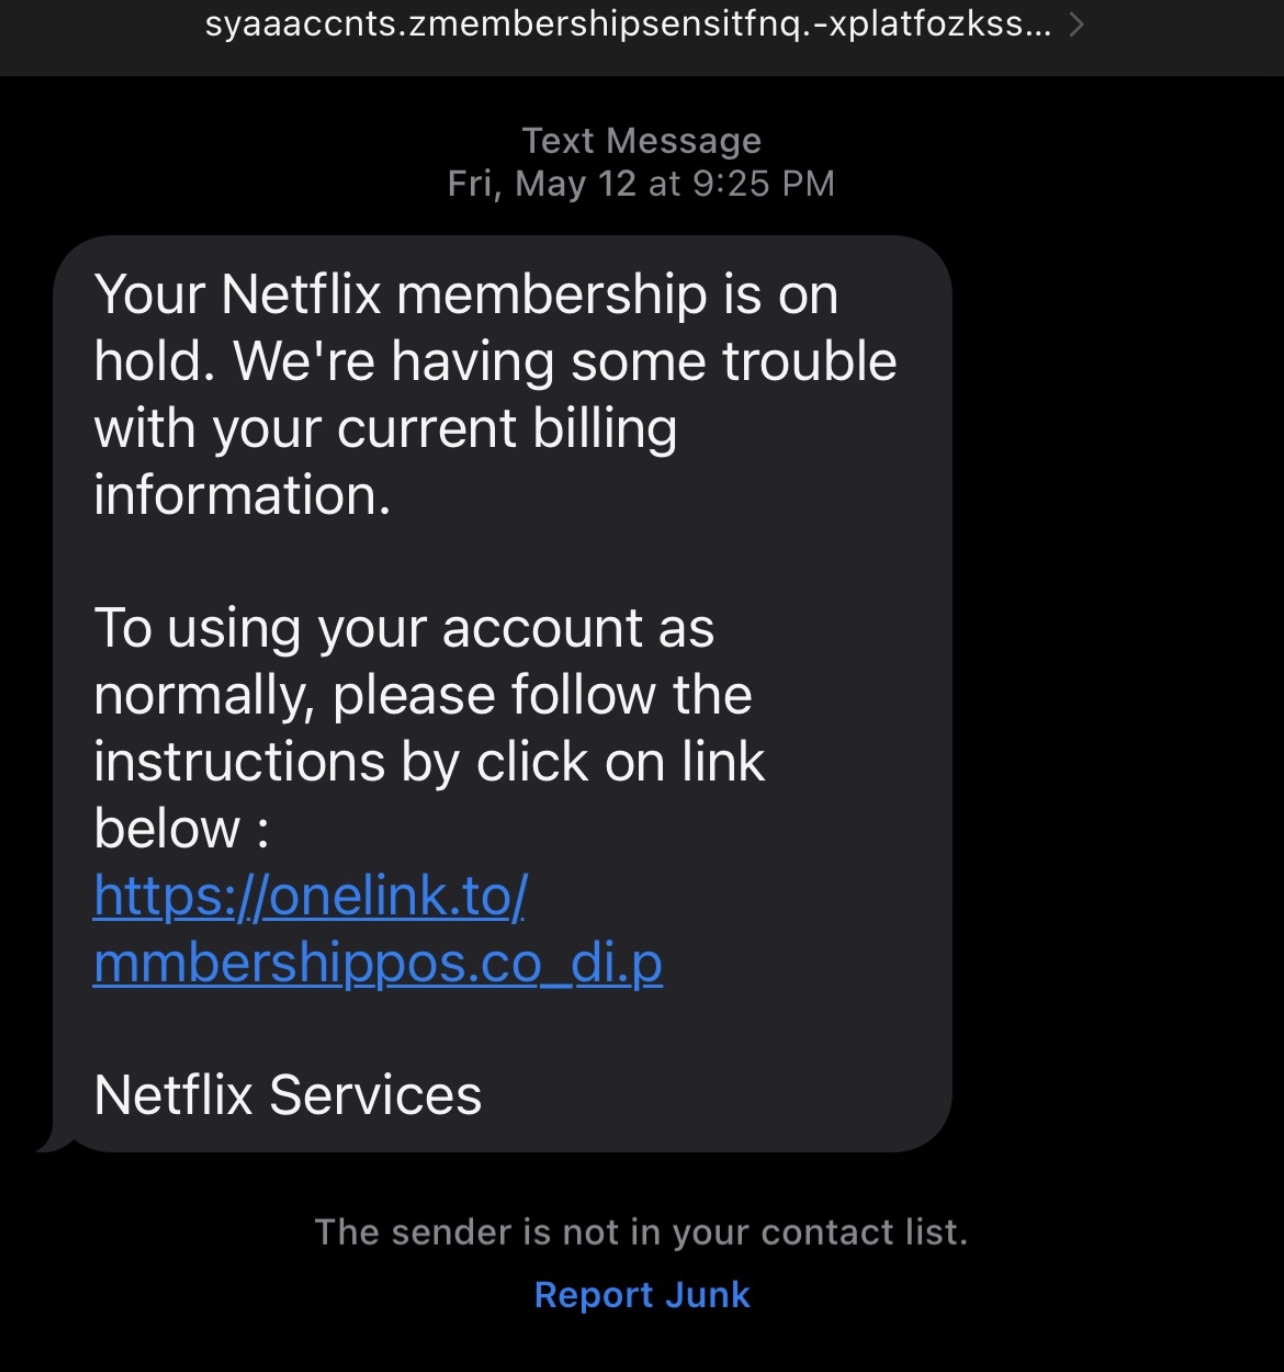 syaaaccnts.zmembershipsensitfnq.-xplatfozkss...
Text Message
Fri, May 12 at 9:25 PM
Your Netflix membership is on
hold. We're having some trouble
with your current billing
information.
To using your account as
normally, please follow the
instructions by click on link
below :
https://onelink.to/
mmbershippos.co_di.p
Netflix Services
The sender is not in your contact list.
Report Junk